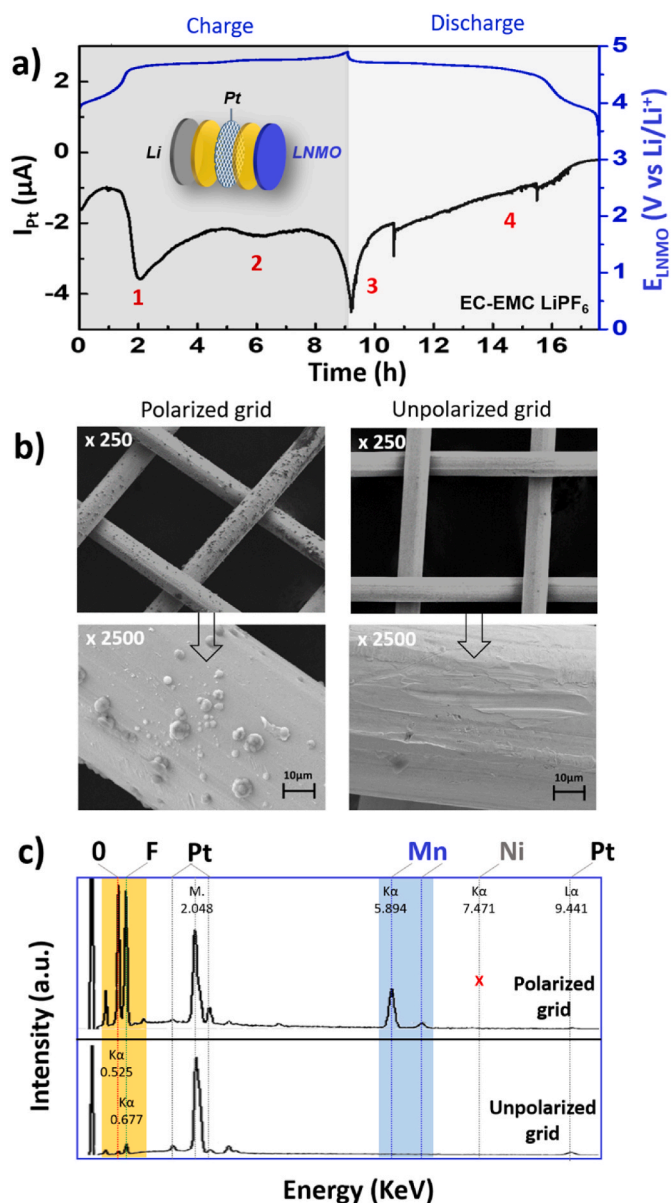 Charge Discharge
a)
2
0
-2
-4
I_Pt (μA)
Pt
Li
LNMO
1
2
3
4
EC-EMC LiPF₆
5
4
3
2
1
0
E_LNMO (V vs Li/Li⁺)
0 2 4 6 8 10 12 14 16
Time (h)
b)
Polarized grid
Unpolarized grid
x 250
x 250
x 2500
x 2500
10μm
10μm
c)
O F Pt Mn Ni Pt
M.
2.048
Kα
5.894
Kα
7.471
Lα
9.441
x
Polarized
grid
Kα
0.525
Kα
0.677
Unpolarized
grid
Intensity (a.u.)
Energy (KeV)